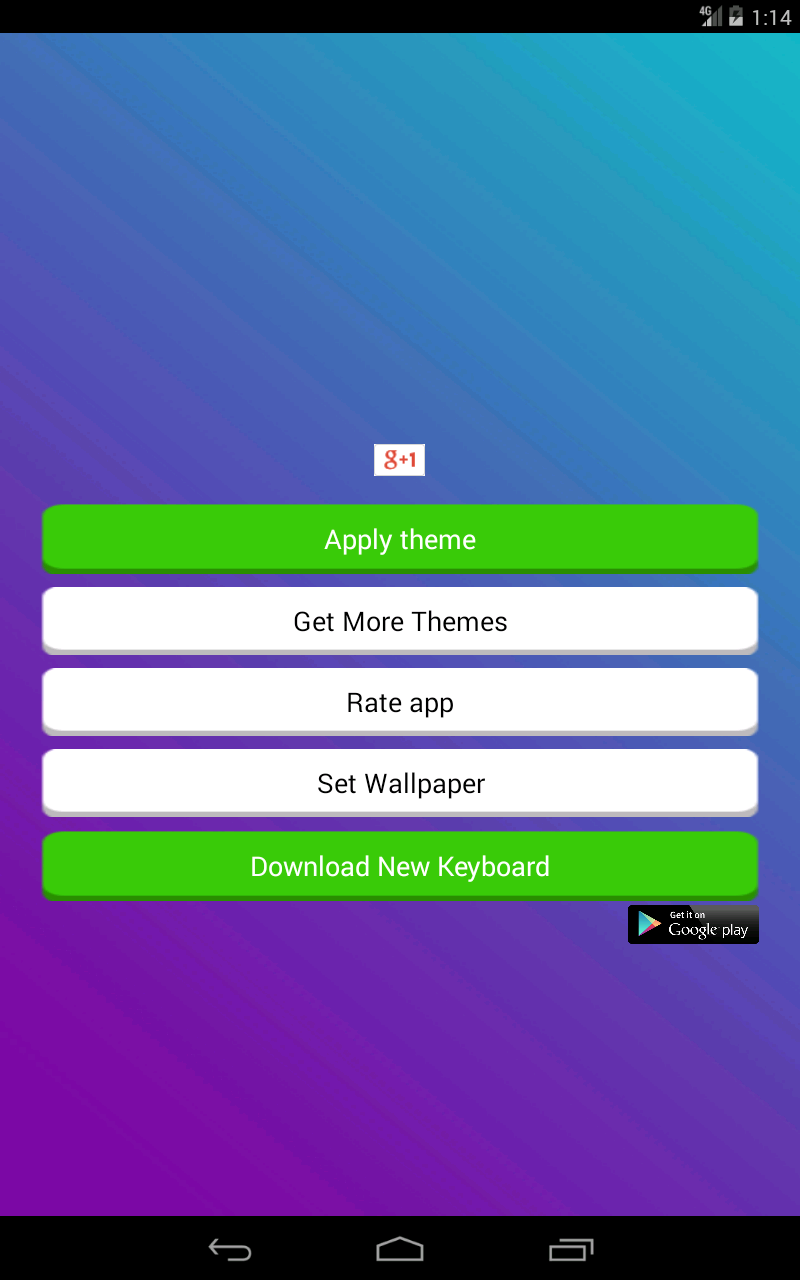 4G 1:14
g+1
Apply theme
Get More Themes
Rate app
Set Wallpaper
Download New Keyboard
Get it on
Google play